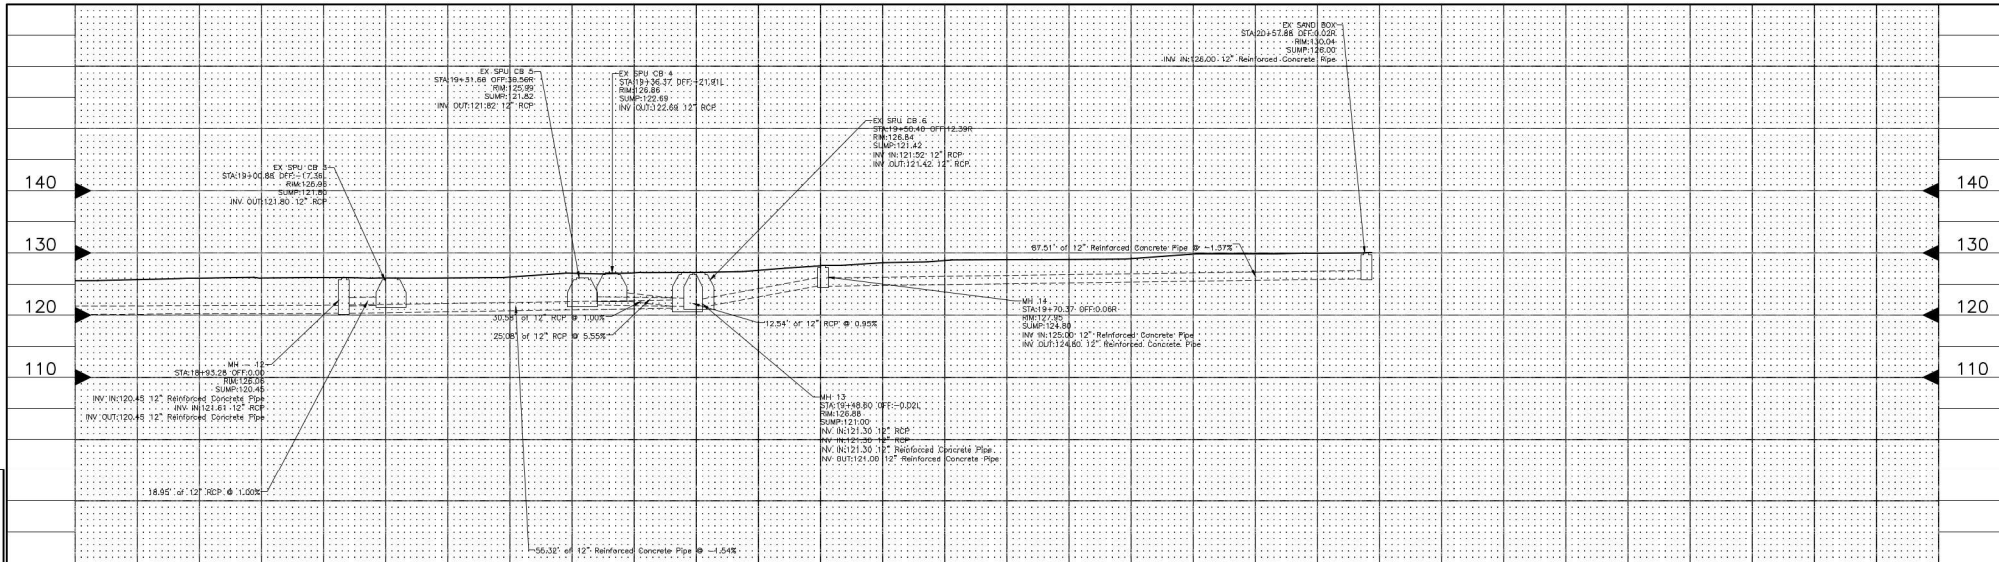 EX SAND BOX
STA:20+57.88 OFF:0.02R
RIM:130.04
SUMP:126.00
INV IN:126.00 12" Reinforced Concrete Pipe
EX SPU CB 5
STA:19+31.66 OFF:36.56R
RIM:125.99
SUMP:121.82
INV OUT:121.82 12" RCP
EX SPU CB 4
STA:19+36.37 OFF:-21.91L
RIM:126.86
SUMP:122.69
INV OUT:122.69 12" RCP
EX SPU CB 6
STA:19+50.40 OFF:12.39R
RIM:126.84
SUMP:121.42
INV IN:121.52 12" RCP
INV OUT:121.42 12" RCP
EX SPU CB 3
STA:19+00.88 OFF:-17.36L
RIM:125.95
SUMP:121.80
INV OUT:121.80 12" RCP
140
140
130
130
87.51' of 12" Reinforced Concrete Pipe @ -1.37%
120
120
30.58' of 12" RCP @ 1.00%
25.08' of 12" RCP @ 5.55%
12.54' of 12" RCP @ 0.95%
MH 14
STA:19+70.37 OFF:0.06R
RIM:127.95
SUMP:124.80
INV IN:125.00 12" Reinforced Concrete Pipe
INV OUT:124.80 12" Reinforced Concrete Pipe
110
110
MH - 12
STA:18+93.28 OFF:0.00
RIM:126.06
SUMP:120.45
INV IN:120.45 12" Reinforced Concrete Pipe
INV IN:121.61 12" RCP
INV OUT:120.45 12" Reinforced Concrete Pipe
MH 13
STA:19+48.60 OFF:-0.02L
RIM:126.88
SUMP:121.00
INV IN:121.30 12" RCP
INV IN:121.30 12" RCP
INV IN:121.30 12" Reinforced Concrete Pipe
INV OUT:121.00 12" Reinforced Concrete Pipe
18.95' of 12" RCP @ 1.00%
55.32' of 12" Reinforced Concrete Pipe @ -1.54%